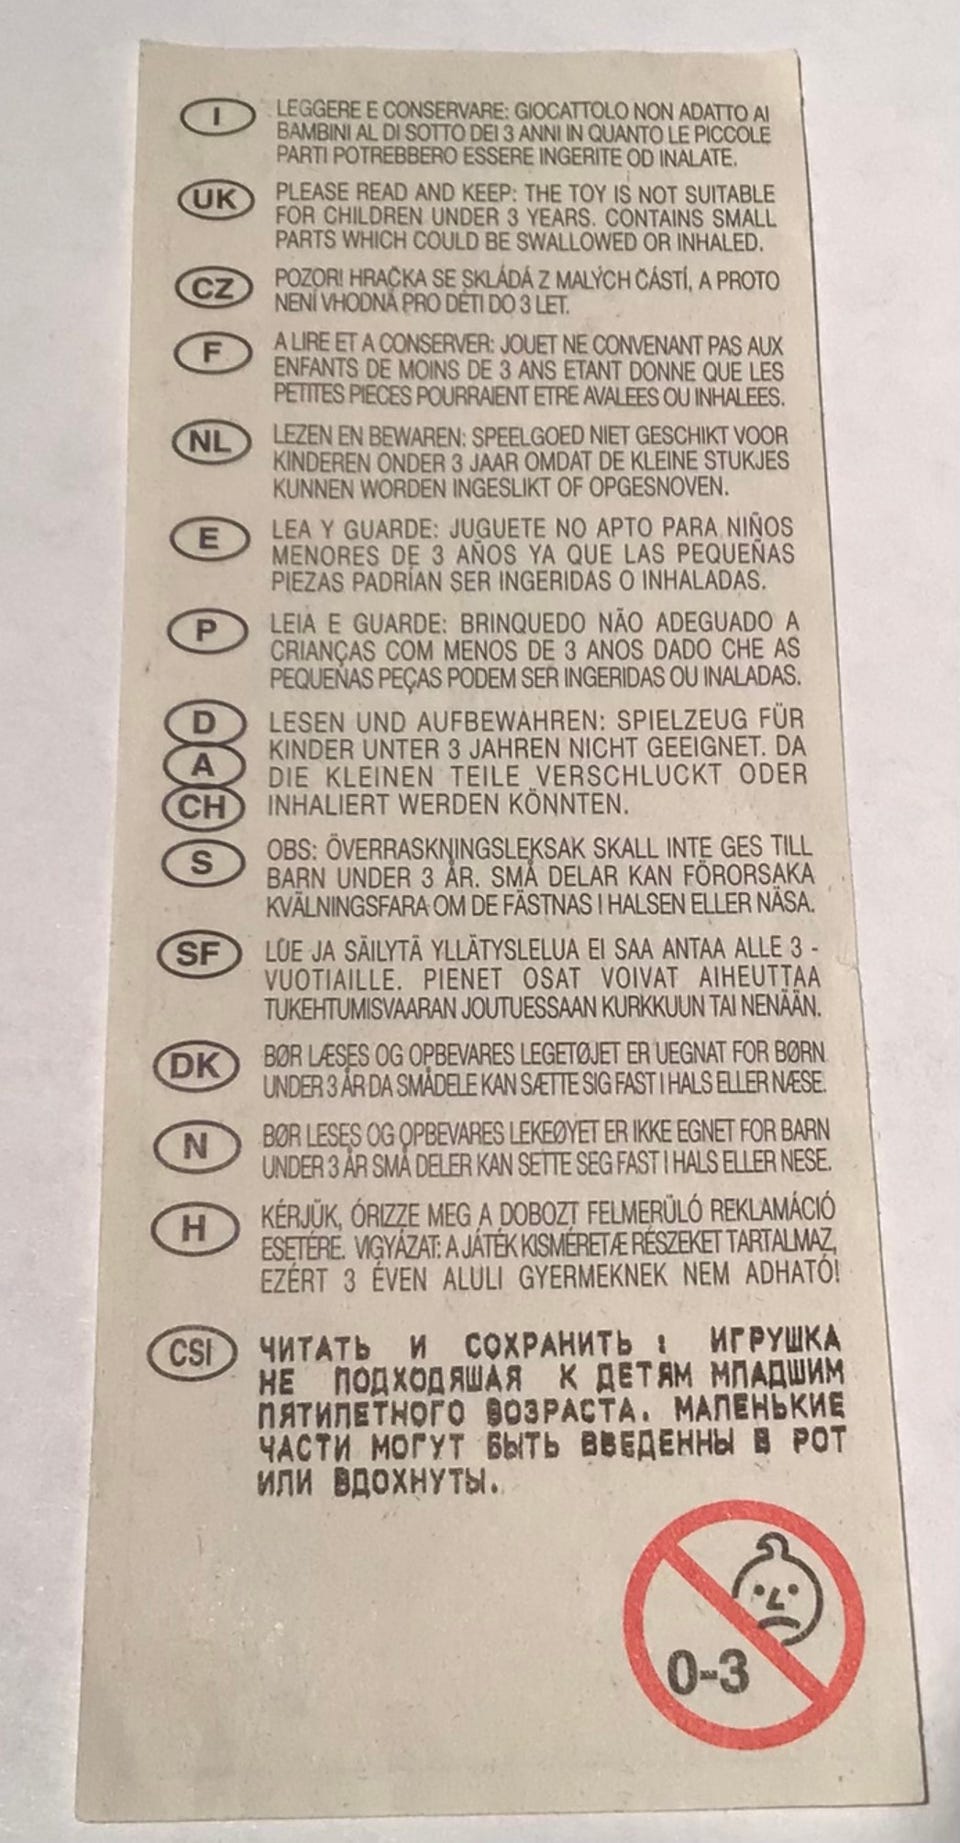 I
LEGGERE E CONSERVARE: GIOCATTOLO NON ADATTO AI
BAMBINI AL DI SOTTO DEI 3 ANNI IN QUANTO LE PICCOLE
PARTI POTREBBERO ESSERE INGERITE OD INALATE.
UK
PLEASE READ AND KEEP: THE TOY IS NOT SUITABLE
FOR CHILDREN UNDER 3 YEARS. CONTAINS SMALL
PARTS WHICH COULD BE SWALLOWED OR INHALED.
CZ
POZOR! HRAČKA SE SKLÁDÁ Z MALÝCH ČÁSTÍ, A PROTO
NENÍ VHODNÁ PRO DĚTI DO 3 LET.
F
A LIRE ET A CONSERVER: JOUET NE CONVENANT PAS AUX
ENFANTS DE MOINS DE 3 ANS ETANT DONNE QUE LES
PETITES PIECES POURRAIENT ETRE AVALEES OU INHALEES.
NL
LEZEN EN BEWAREN: SPEELGOED NIET GESCHIKT VOOR
KINDEREN ONDER 3 JAAR OMDAT DE KLEINE STUKJES
KUNNEN WORDEN INGESLIKT OF OPGESNOVEN.
E
LEA Y GUARDE: JUGUETE NO APTO PARA NIÑOS
MENORES DE 3 AÑOS YA QUE LAS PEQUEÑAS
PIEZAS PADRÍAN SER INGERIDAS O INHALADAS.
P
LEIA E GUARDE: BRINQUEDO NÃO ADEGUADO A
CRIANÇAS COM MENOS DE 3 ANOS DADO CHE AS
PEQUENAS PEÇAS PODEM SER INGERIDAS OU INALADAS.
D
A
CH
LESEN UND AUFBEWAHREN: SPIELZEUG FÜR
KINDER UNTER 3 JAHREN NICHT GEEIGNET. DA
DIE KLEINEN TEILE VERSCHLUCKT ODER
INHALIERT WERDEN KÖNNTEN.
S
OBS: ÖVERRASKNINGSLEKSAK SKALL INTE GES TILL
BARN UNDER 3 ÅR. SMÅ DELAR KAN FÖRORSAKA
KVÄLNINGSFARA OM DE FÄSTNAS I HALSEN ELLER NÄSA.
SF
LUE JA SÄILYTÄ YLLÄTYSLELUA EI SAA ANTAA ALLE 3 -
VUOTIAILLE. PIENET OSAT VOIVAT AIHEUTTAA
TUKEHTUMISVAARAN JOUTUESSAAN KURKKUUN TAI NENÄÄN.
DK
BØR LÆSES OG OPBEVARES LEGETØJET ER UEGNAT FOR BØRN
UNDER 3 ÅR DA SMÅDELE KAN SÆTTE SIG FAST I HALS ELLER NÆSE.
N
BØR LESES OG OPBEVARES LEKEØYET ER IKKE EGNET FOR BARN
UNDER 3 ÅR SMÅ DELER KAN SETTE SEG FAST I HALS ELLER NESE.
H
KÉRJÜK, ÓRIZZE MEG A DOBOZT FELMERÜLÓ REKLAMÁCIÓ
ESETÉRE. VIGYÁZAT: A JÁTÉK KISMÉRETÆ RÉSZEKET TARTALMAZ,
EZÉRT 3 ÉVEN ALULI GYERMEKNEK NEM ADHATÓ!
CSI
ЧИТАТЬ И СОХРАНИТЬ : ИГРУШКА
НЕ ПОДХОДЯШАЯ К ДЕТЯМ МЛАДШИМ
ПЯТИЛЕТНОГО ВОЗРАСТА. МАЛЕНЬКИЕ
ЧАСТИ МОГУТ БЫТЬ ВВЕДЕННЫ В РОТ
ИЛИ ВДОХНУТЫ.
0-3